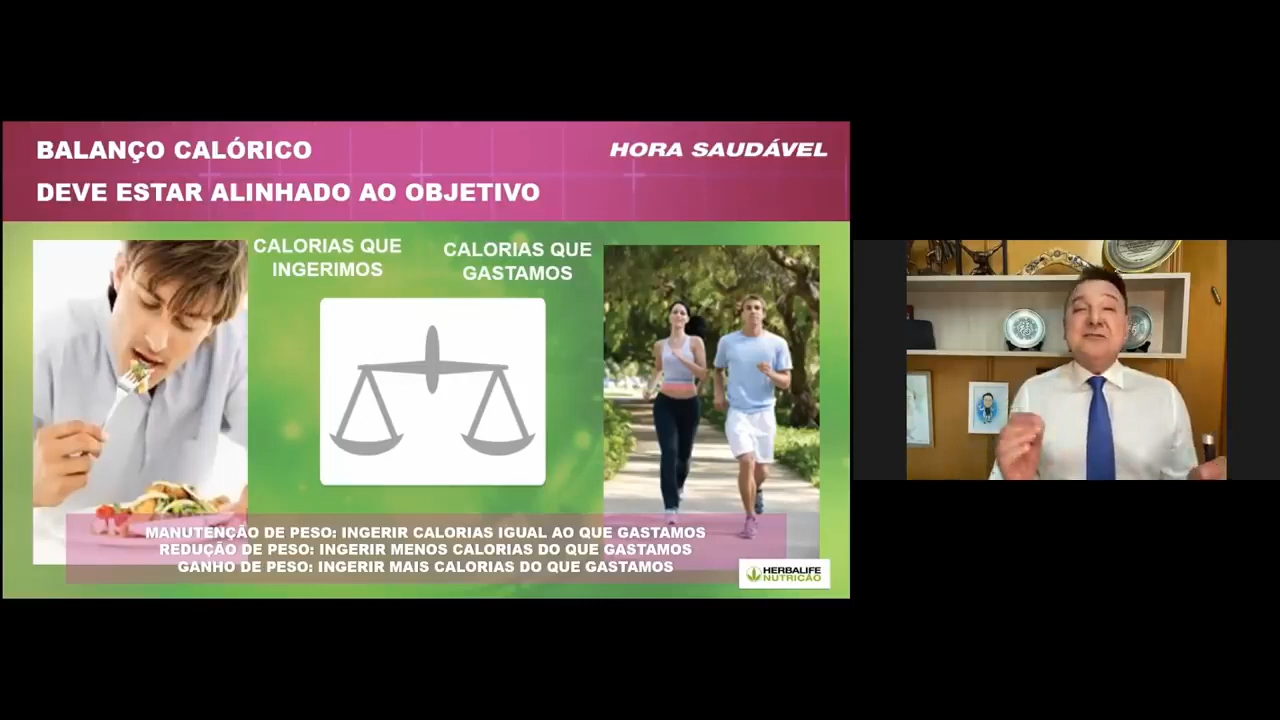 BALANÇO CALÓRICO
HORA SAUDÁVEL
DEVE ESTAR ALINHADO AO OBJETIVO
CALORIAS QUE
INGERIMOS
CALORIAS QUE
GASTAMOS
MANUTENÇÃO DE PESO: INGERIR CALORIAS IGUAL AO QUE GASTAMOS
REDUÇÃO DE PESO: INGERIR MENOS CALORIAS DO QUE GASTAMOS
GANHO DE PESO: INGERIR MAIS CALORIAS DO QUE GASTAMOS
HERBALIFE
NUTRIÇÃO